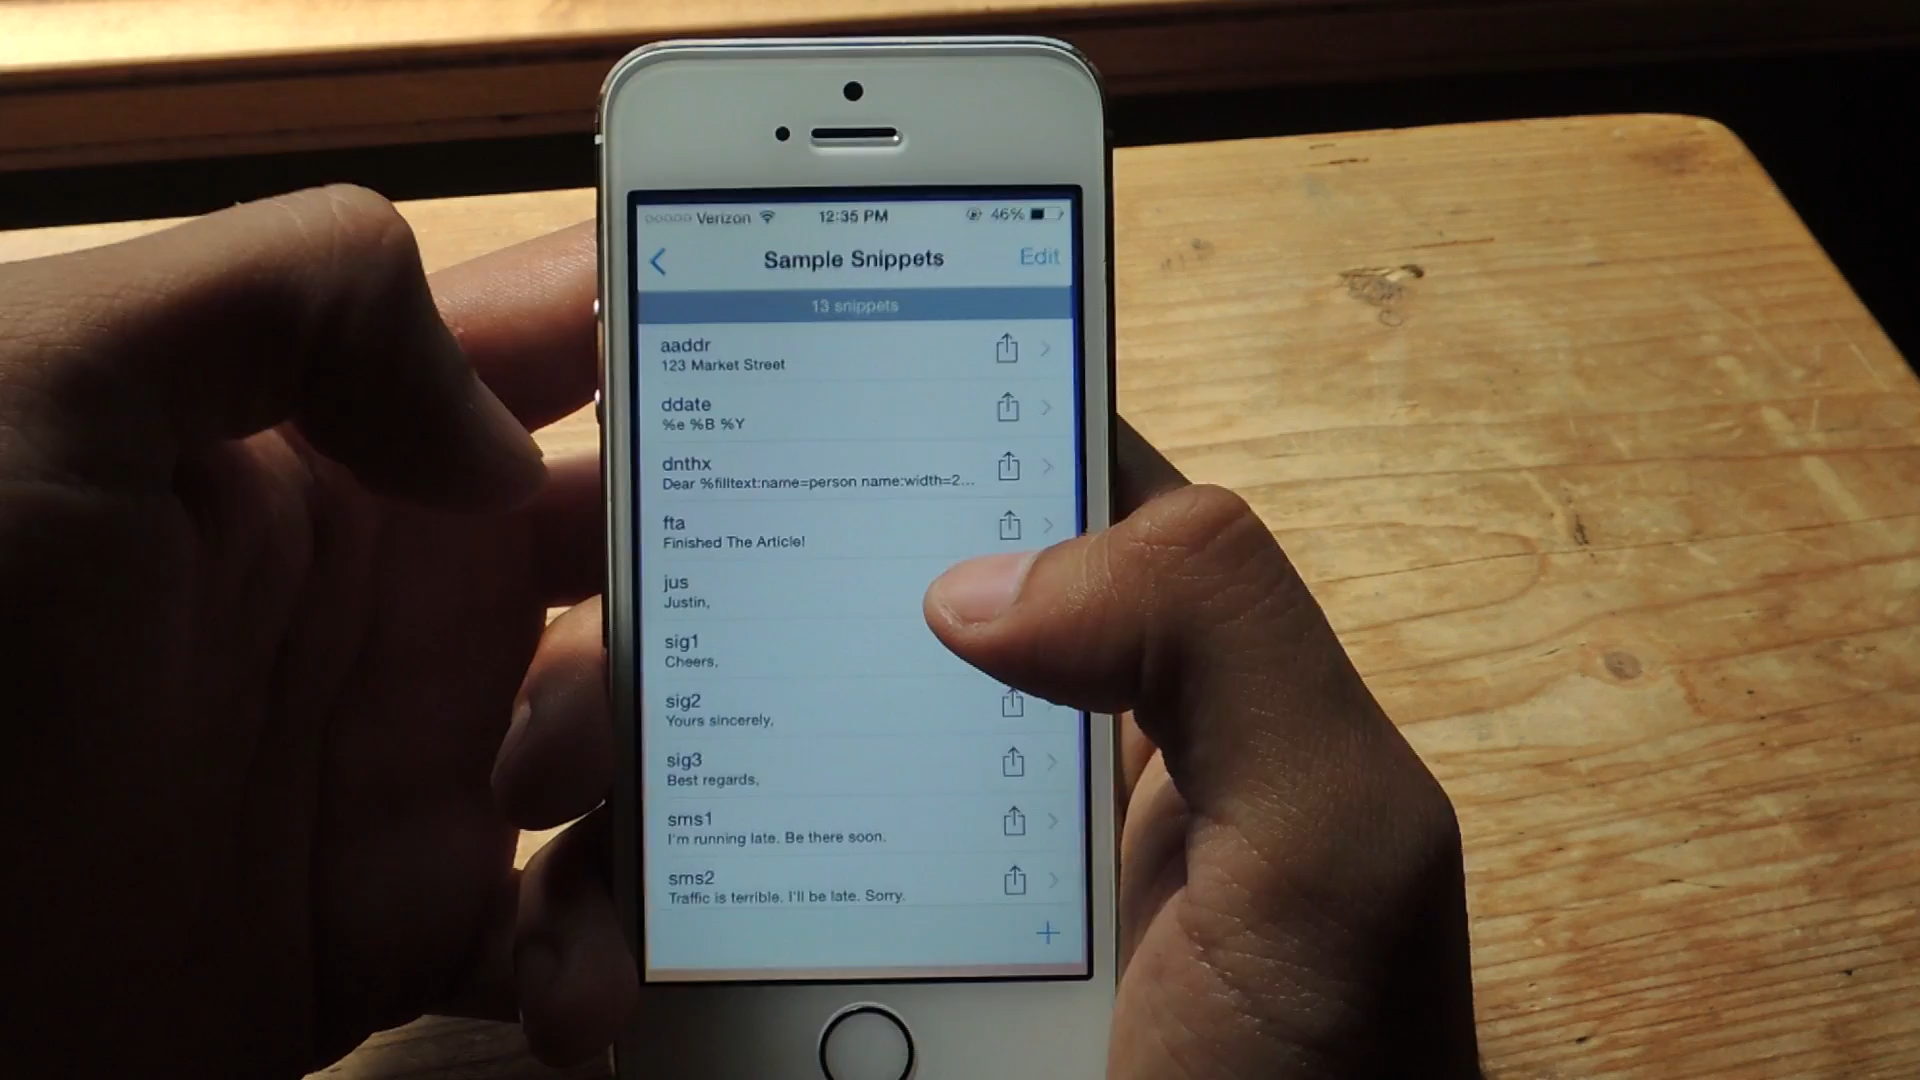 Verizon 12:35 PM 46%
Sample Snippets Edit
13 snippets
aaddr
123 Market Street
ddate
%e %B %Y
dnthx
Dear %filltext:name=person name:width=2...
fta
Finished The Article!
jus
Justin,
sig1
Cheers,
sig2
Yours sincerely,
sig3
Best regards,
sms1
I'm running late. Be there soon.
sms2
Traffic is terrible. I'll be late. Sorry.